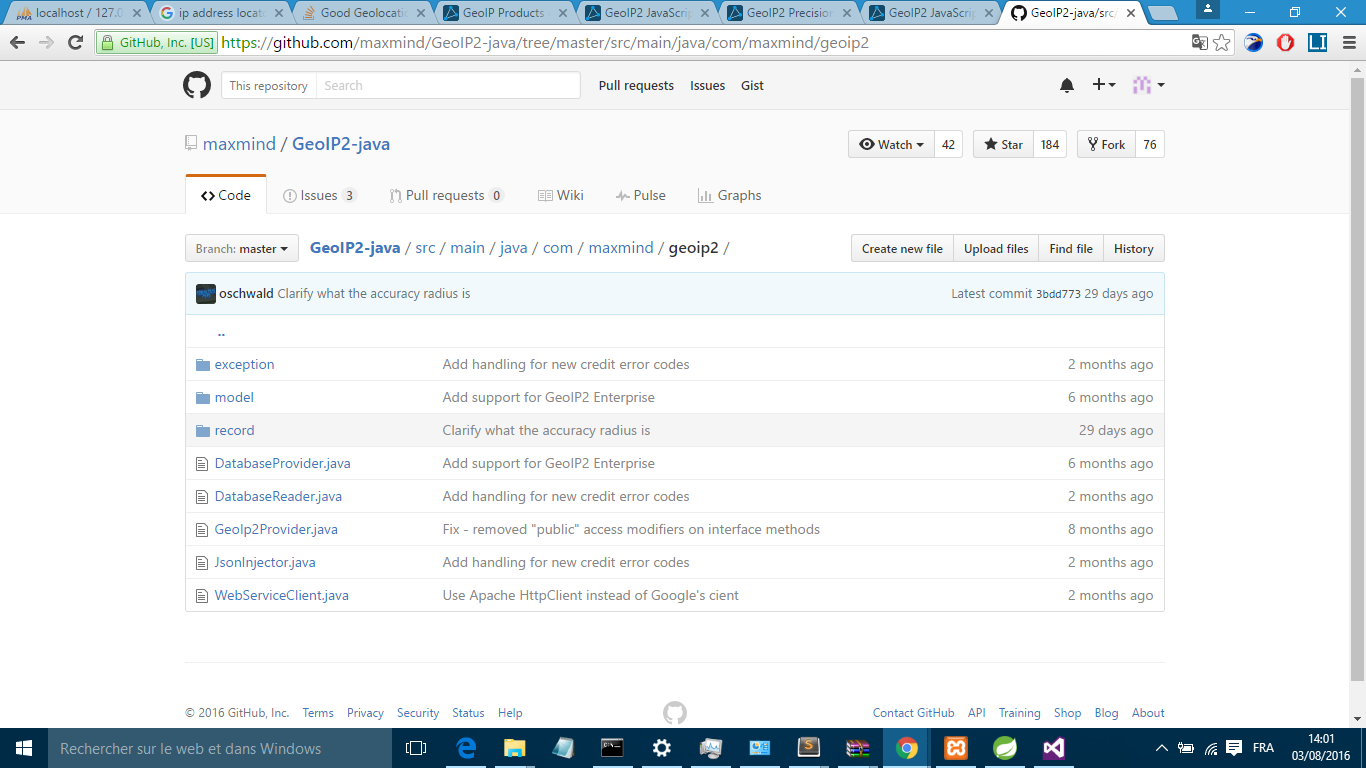 localhost / 127.0
ip address locat
Good Geolocati
GeoIP Products
GeoIP2 JavaScrip
GeoIP2 Precision
GeoIP2 JavaScrip
GeoIP2-java/src/
GitHub, Inc. [US] https://github.com/maxmind/GeoIP2-java/tree/master/src/main/java/com/maxmind/geoip2
This repository Search Pull requests Issues Gist
maxmind / GeoIP2-java Watch 42 Star 184 Fork 76
Code Issues 3 Pull requests 0 Wiki Pulse Graphs
Branch: master GeoIP2-java / src / main / java / com / maxmind / geoip2 / Create new file Upload files Find file History
oschwald Clarify what the accuracy radius is Latest commit 3bdd773 29 days ago
..
exception Add handling for new credit error codes 2 months ago
model Add support for GeoIP2 Enterprise 6 months ago
record Clarify what the accuracy radius is 29 days ago
DatabaseProvider.java Add support for GeoIP2 Enterprise 6 months ago
DatabaseReader.java Add handling for new credit error codes 2 months ago
GeoIp2Provider.java Fix - removed "public" access modifiers on interface methods 8 months ago
JsonInjector.java Add handling for new credit error codes 2 months ago
WebServiceClient.java Use Apache HttpClient instead of Google's cient 2 months ago
© 2016 GitHub, Inc. Terms Privacy Security Status Help Contact GitHub API Training Shop Blog About
Rechercher sur le web et dans Windows FRA 14:01
03/08/2016